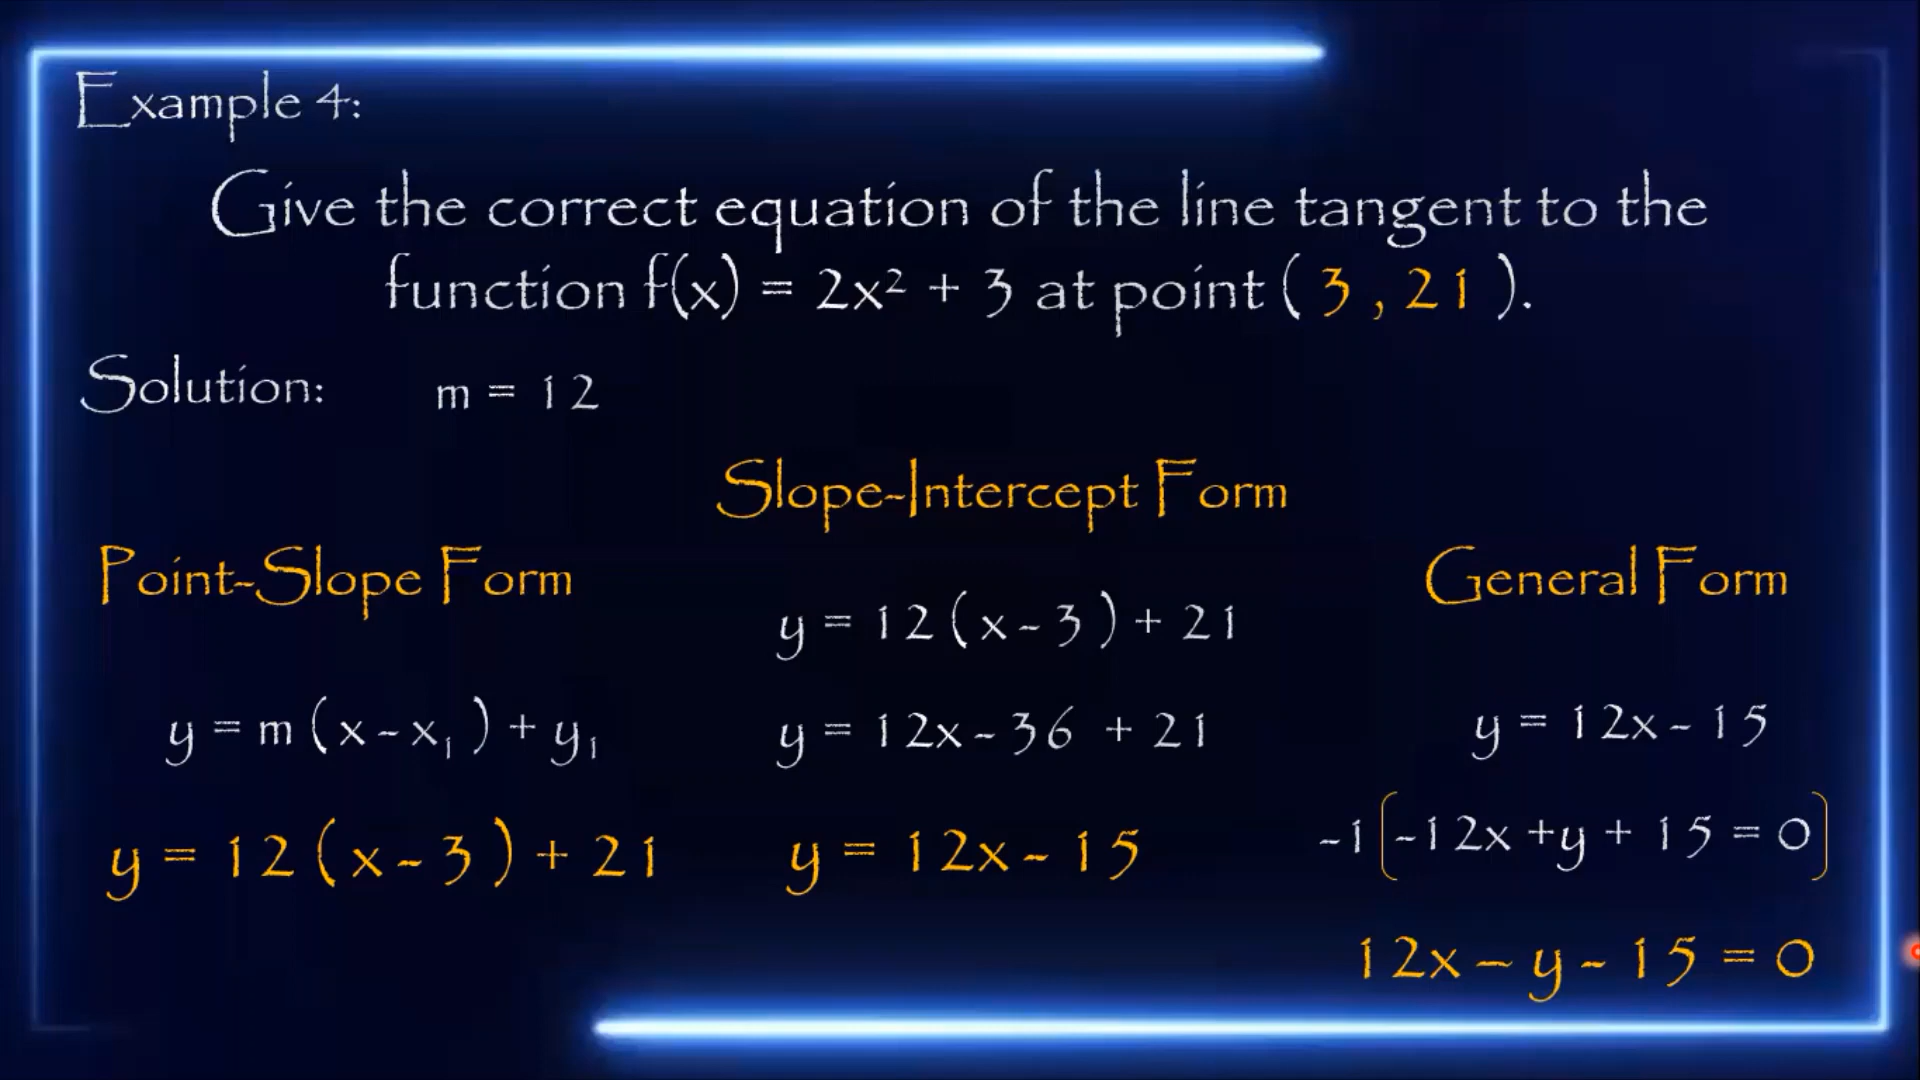 Example 4:
Give the correct equation of the line tangent to the
function f(x) = 2x² + 3 at point ( 3 , 21 ).
Solution: m = 12
Point-Slope Form
y = m ( x - x₁ ) + y₁
y = 12 ( x - 3 ) + 21
Slope-Intercept Form
y = 12 ( x - 3 ) + 21
y = 12x - 36 + 21
y = 12x - 15
General Form
y = 12x - 15
-1 [ -12x +y + 15 = 0 ]
12x – y - 15 = 0